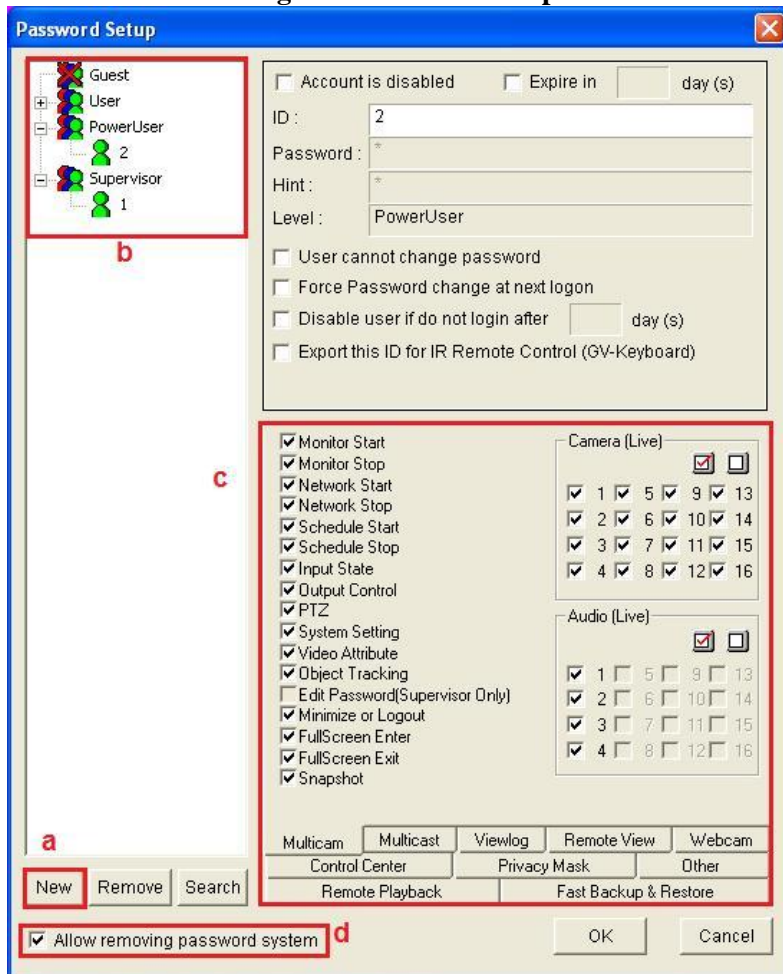 Password Setup
Guest
User
PowerUser
2
Supervisor
1
b
Account is disabled Expire in day (s)
ID : 2
Password : *
Hint : *
Level : PowerUser
User cannot change password
Force Password change at next logon
Disable user if do not login after day (s)
Export this ID for IR Remote Control (GV-Keyboard)
c
Monitor Start
Monitor Stop
Network Start
Network Stop
Schedule Start
Schedule Stop
Input State
Output Control
PTZ
System Setting
Video Attribute
Object Tracking
Edit Password(Supervisor Only)
Minimize or Logout
FullScreen Enter
FullScreen Exit
Snapshot
Camera (Live)
1 5 9 13
2 6 10 14
3 7 11 15
4 8 12 16
Audio (Live)
1 5 9 13
2 6 10 14
3 7 11 15
4 8 12 16
Multicam Multicast Viewlog Remote View Webcam
Control Center Privacy Mask Other
Remote Playback Fast Backup & Restore
a
New Remove Search
Allow removing password system d
OK Cancel